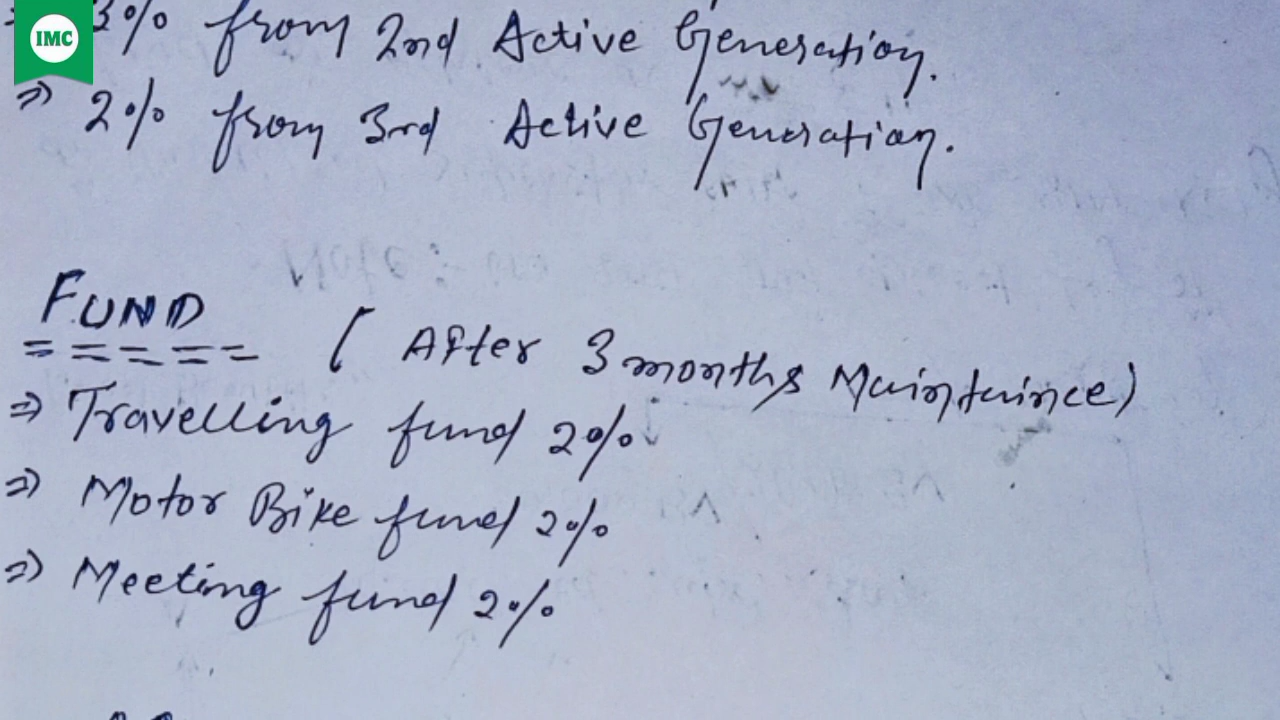 IMC
⇒ 3% from 2nd Active Generation.
⇒ 2% from 3rd Active Generation.
FUND
( After 3 months Maintaince)
⇒ Travelling fund 2%
⇒ Motor Bike fund 2%
⇒ Meeting fund 2%